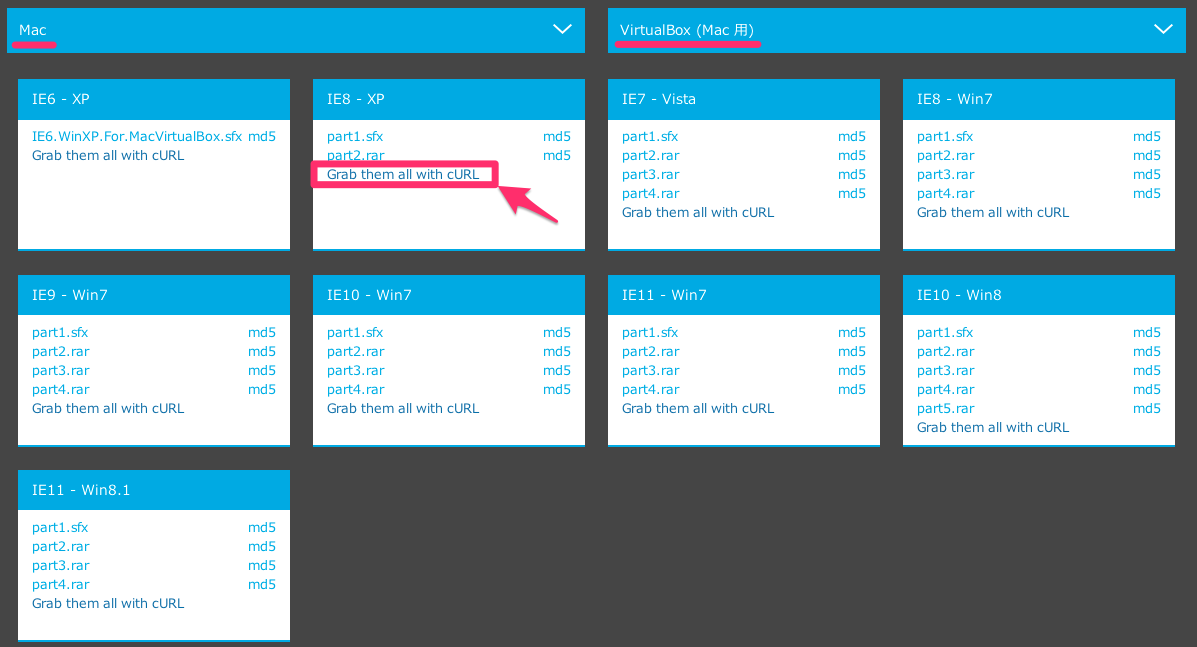 Mac
VirtualBox (Mac 用)
IE6 - XP
IE6.WinXP.For.MacVirtualBox.sfx md5
Grab them all with cURL
IE8 - XP
part1.sfx md5
part2.rar md5
Grab them all with cURL
IE7 - Vista
part1.sfx md5
part2.rar md5
part3.rar md5
part4.rar md5
Grab them all with cURL
IE8 - Win7
part1.sfx md5
part2.rar md5
part3.rar md5
part4.rar md5
Grab them all with cURL
IE9 - Win7
part1.sfx md5
part2.rar md5
part3.rar md5
part4.rar md5
Grab them all with cURL
IE10 - Win7
part1.sfx md5
part2.rar md5
part3.rar md5
part4.rar md5
Grab them all with cURL
IE11 - Win7
part1.sfx md5
part2.rar md5
part3.rar md5
part4.rar md5
Grab them all with cURL
IE10 - Win8
part1.sfx md5
part2.rar md5
part3.rar md5
part4.rar md5
part5.rar md5
Grab them all with cURL
IE11 - Win8.1
part1.sfx md5
part2.rar md5
part3.rar md5
part4.rar md5
Grab them all with cURL